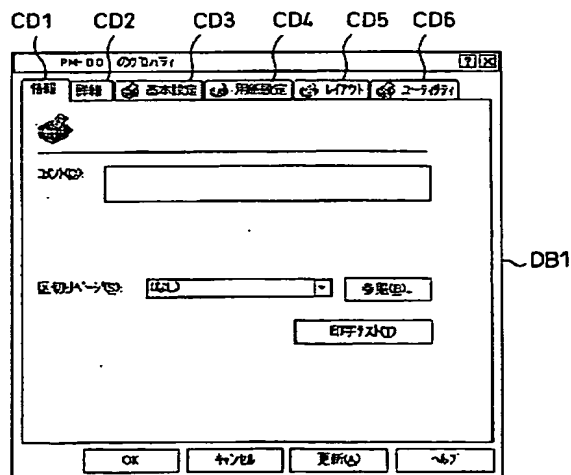 CD1 CD2 CD3 CD4 CD5 CD6
PM-DO のプロパティ
情報 詳細 基本設定 用紙設定 レイアウト ユーティリティ
コメント(C):
DB1
区切りページ(S): (なし) 参照(B)...
印字テスト(T)
OK キャンセル 更新(A) ヘルプ